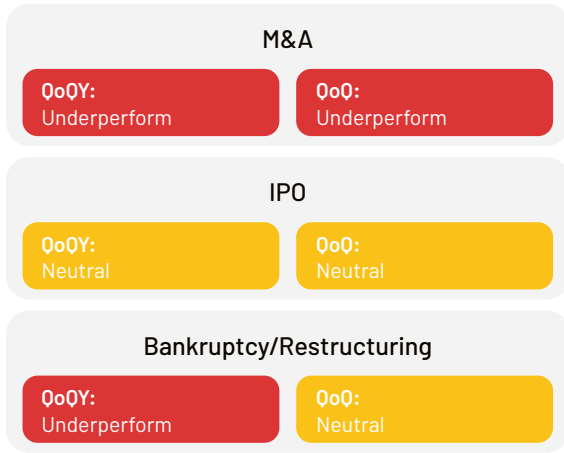 M&A
QoQY:
Underperform
QoQ:
Underperform
IPO
QoQY:
Neutral
QoQ:
Neutral
Bankruptcy/Restructuring
QoQY:
Underperform
QoQ:
Neutral